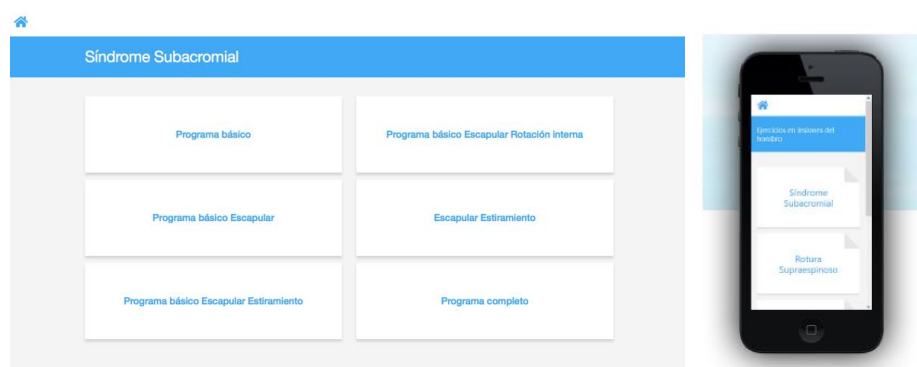 Síndrome Subacromial
Programa básico
Programa básico Escapular Rotación interna
Programa básico Escapular
Escapular Estiramiento
Programa básico Escapular Estiramiento
Programa completo
Ejercicios en lesiones del
hombro
Síndrome
Subacromial
Rotura
Supraespinoso